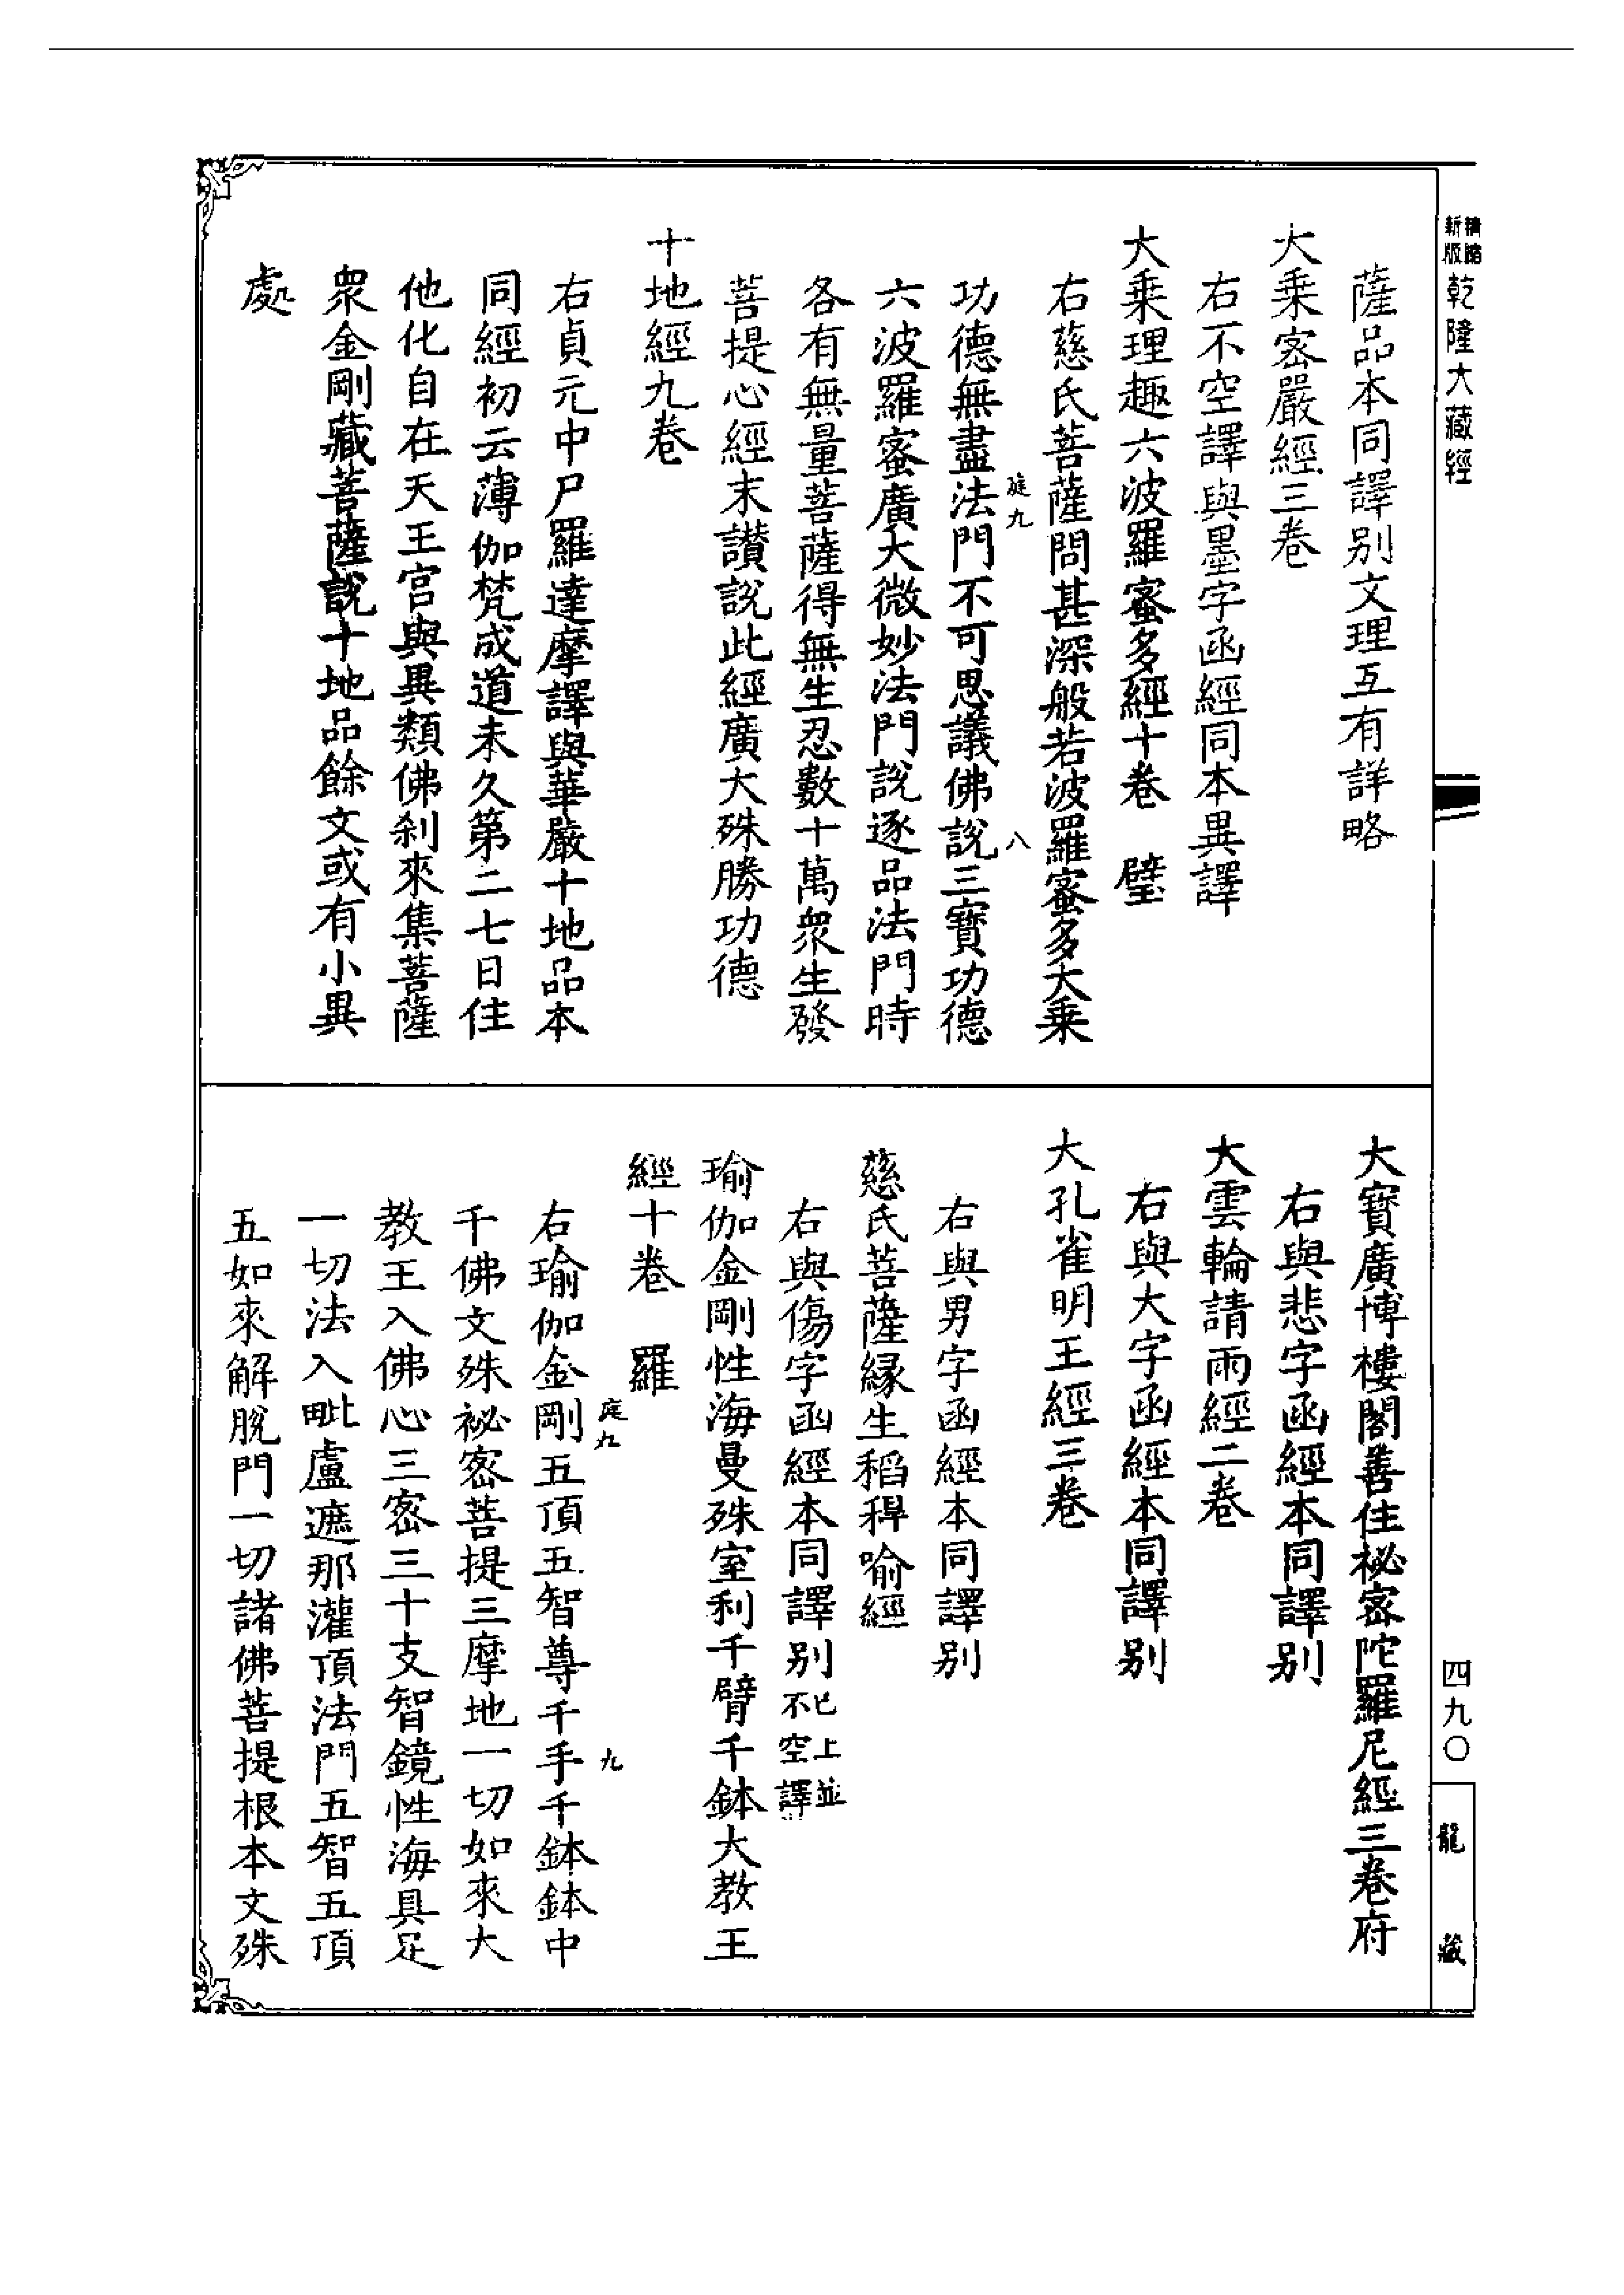 精縮新版乾隆大藏經
薩品本同譯别文理互有詳略
大乘密嚴經三卷
右不空譯與墨字函經同本異譯
大乘理趣六波羅蜜多經十卷　璧
右慈氏菩薩問甚深般若波羅蜜多大乘
庭九　八
功德無盡法門不可思議佛說三寶功德
六波羅蜜廣大微妙法門說逐品法門時
各有無量菩薩得無生忍數十萬衆生發
菩提心經末讃說此經廣大殊勝功德
十地經九卷
右貞元中尸羅達摩譯與華嚴十地品本
同經初云薄伽梵成道未久第二七日住
他化自在天王宫與異類佛刹來集菩薩
衆金剛藏菩薩說十地品餘文或有小異
處
四九〇
龍藏
大寶廣博樓閣善住祕密陀羅尼經三卷府
右與悲字函經本同譯别
大雲輪請雨經二卷
右與大字函經本同譯别
大孔雀明王經三卷
右與男字函經本同譯别
慈氏菩薩緣生稻稈喻經
右與傷字函經本同譯别已上並不空譯
瑜伽金剛性海曼殊室利千臂千鉢大教王
經十卷　羅
庭九　九
右瑜伽金剛五頂五智尊千手千鉢鉢中
千佛文殊祕密菩提三摩地一切如來大
教王入佛心三密三十支智鏡性海具足
一切法入毗盧遮那灌頂法門五智五頂
五如來解脫門一切諸佛菩提根本文殊